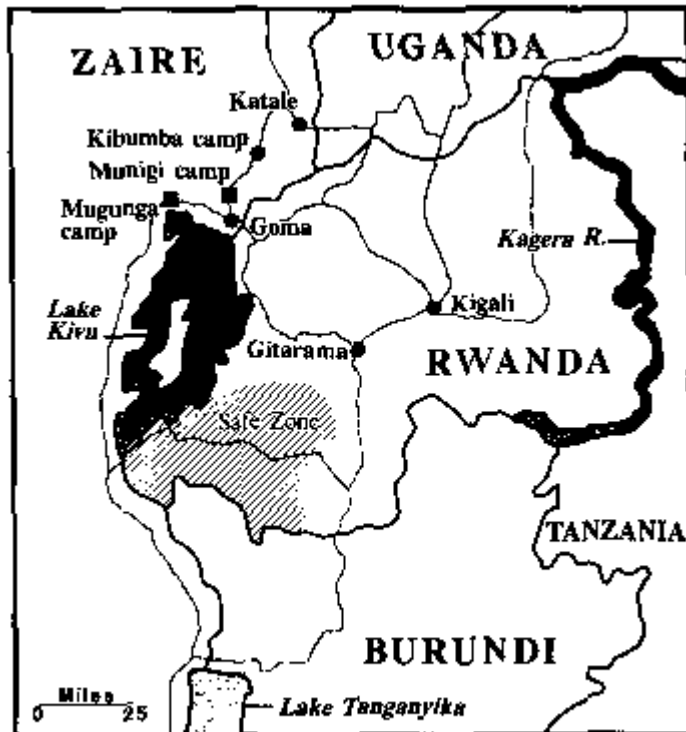 UGANDA
ZAIRE
Katale
Kibumba camp
Munigi camp
Mugunga
camp
Goma
Kagera R.
Lake
Kivu
Kigali
Gitarama
RWANDA
Safe Zone
TANZANIA
BURUNDI
Miles
0 25
Lake Tanganyika